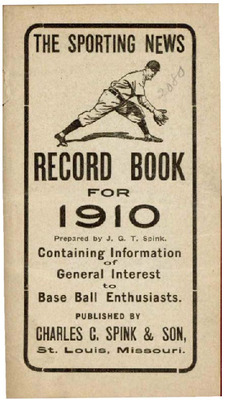 THE SPORTING NEWS
RECORD BOOK
FOR
1910
Prepared by J. G. T. Spink.
Containing Information
of
General Interest
to
Base Ball Enthusiasts.
PUBLISHED BY
CHARLES C. SPINK & SON,
St. Louis, Missouri.